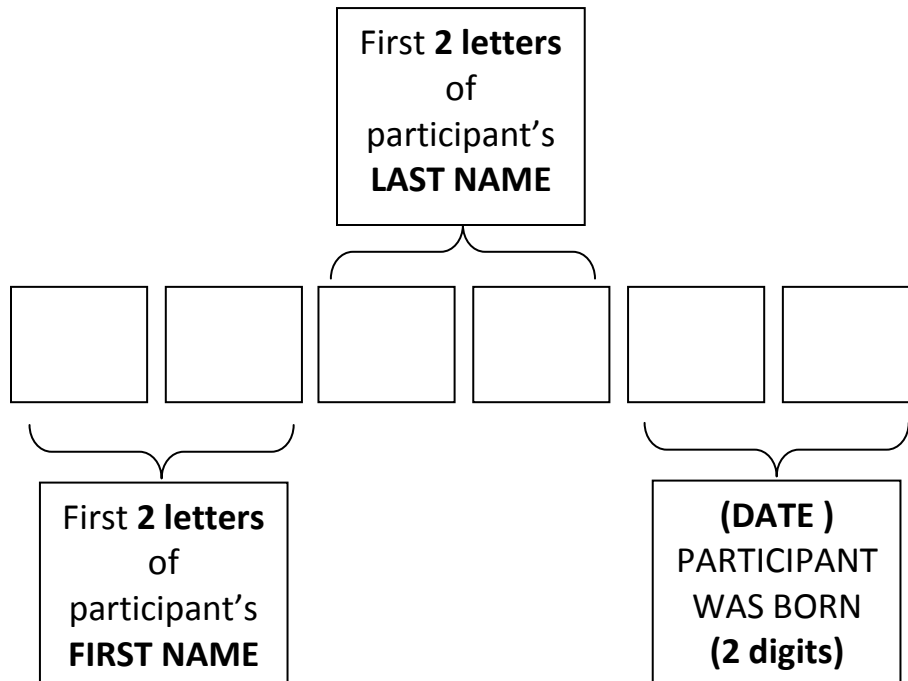 First 2 letters
of
participant’s
LAST NAME
First 2 letters
of
participant’s
FIRST NAME
(DATE )
PARTICIPANT
WAS BORN
(2 digits)